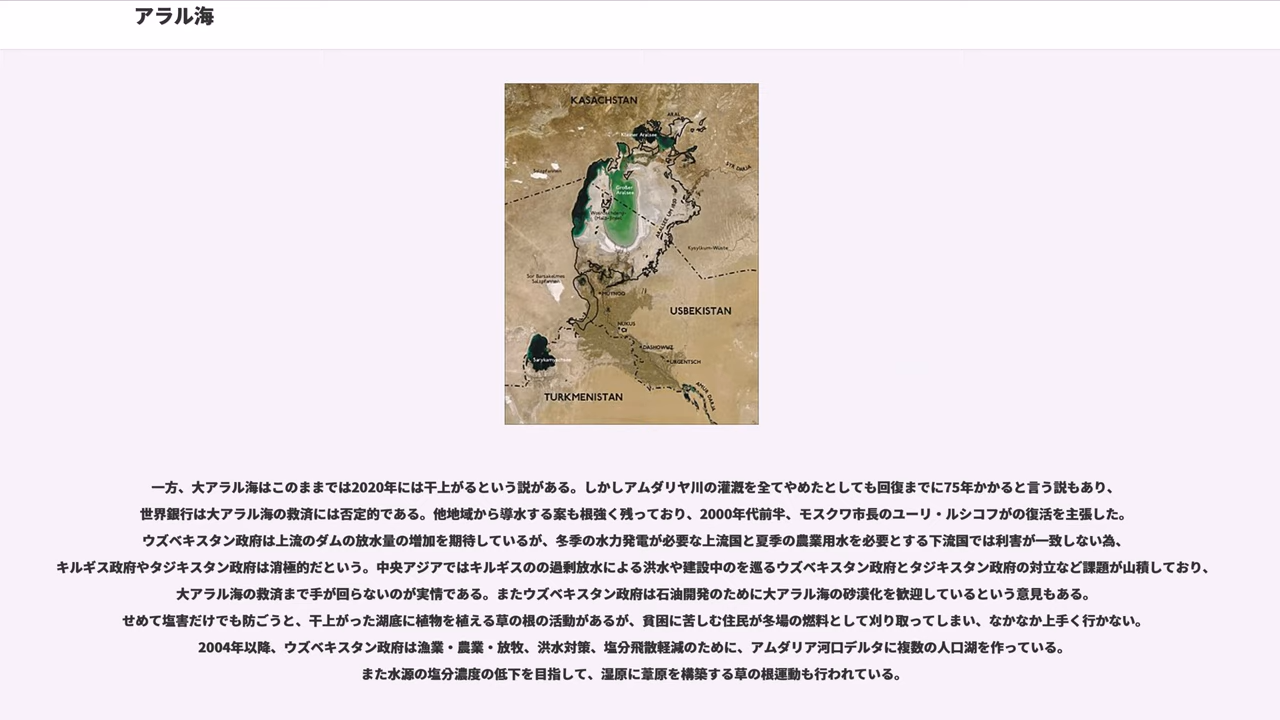 アラル海
KASACHSTAN
ARAL
Kleiner Aralsee
SYR DARJA
Salzpfannen
Großer
Aralsee
ARALSEE UM 1960
Kysylkum-Wüste
Sor Barsakelmes
Salzpfannen
MUYNOQ
USBEKISTAN
NUKUS
DASHOWUZ
Sarykamyschsee
URGENTSCH
AMUR DARJA
TURKMENISTAN
一方、大アラル海はこのままでは2020年には干上がるという説がある。しかしアムダリヤ川の灌漑を全てやめたとしても回復までに75年かかると言う説もあり、
世界銀行は大アラル海の救済には否定的である。他地域から導水する案も根強く残っており、2000年代前半、モスクワ市長のユーリ・ルシコフがの復活を主張した。
ウズベキスタン政府は上流のダムの放水量の増加を期待しているが、冬季の水力発電が必要な上流国と夏季の農業用水を必要とする下流国では利害が一致しない為、
キルギス政府やタジキスタン政府は消極的だという。中央アジアではキルギスのの過剰放水による洪水や建設中のを巡るウズベキスタン政府とタジキスタン政府の対立など課題が山積しており、
大アラル海の救済まで手が回らないのが実情である。またウズベキスタン政府は石油開発のために大アラル海の砂漠化を歓迎しているという意見もある。
せめて塩害だけでも防ごうと、干上がった湖底に植物を植える草の根の活動があるが、貧困に苦しむ住民が冬場の燃料として刈り取ってしまい、なかなか上手く行かない。
2004年以降、ウズベキスタン政府は漁業・農業・放牧、洪水対策、塩分飛散軽減のために、アムダリア河口デルタに複数の人口湖を作っている。
また水源の塩分濃度の低下を目指して、湿原に葦原を構築する草の根運動も行われている。